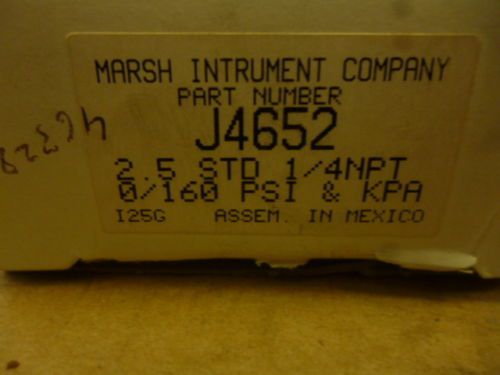 MARSH INTRUMENT COMPANY
PART NUMBER
J4652
2.5 STD 1/4NPT
0/160 PSI & KPA
I25G ASSEM. IN MEXICO